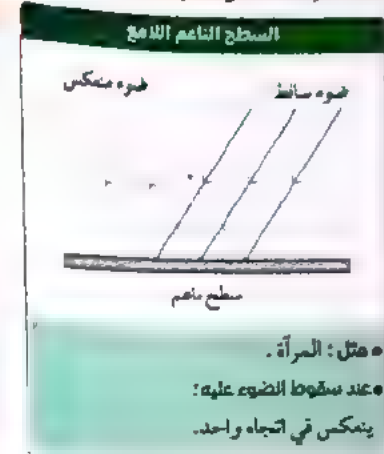 السطح الناعم اللامع
ضوء ساقط
ضوء منعكس
سطح ناعم
• مثل : المرآة .
• عند سقوط الضوء عليه :
ينعكس في اتجاه واحد.